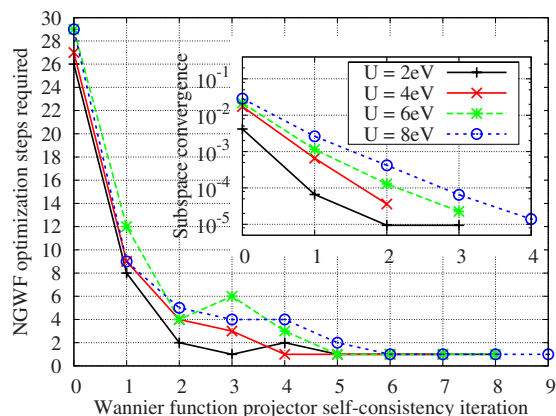 30
28
26
24
22
20
18
16
14
12
10
8
6
4
2
0
NGWF optimization steps required
0 1 2 3 4 5 6 7 8 9
Wannier function projector self-consistency iteration
Subspace convergence
10^-1
10^-2
10^-3
10^-4
10^-5
0 1 2 3 4
U = 2eV
U = 4eV
U = 6eV
U = 8eV